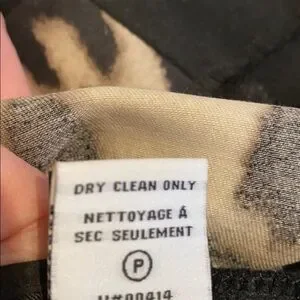 DRY CLEAN ONLY
NETTOYAGE Á
SEC SEULEMENT
P